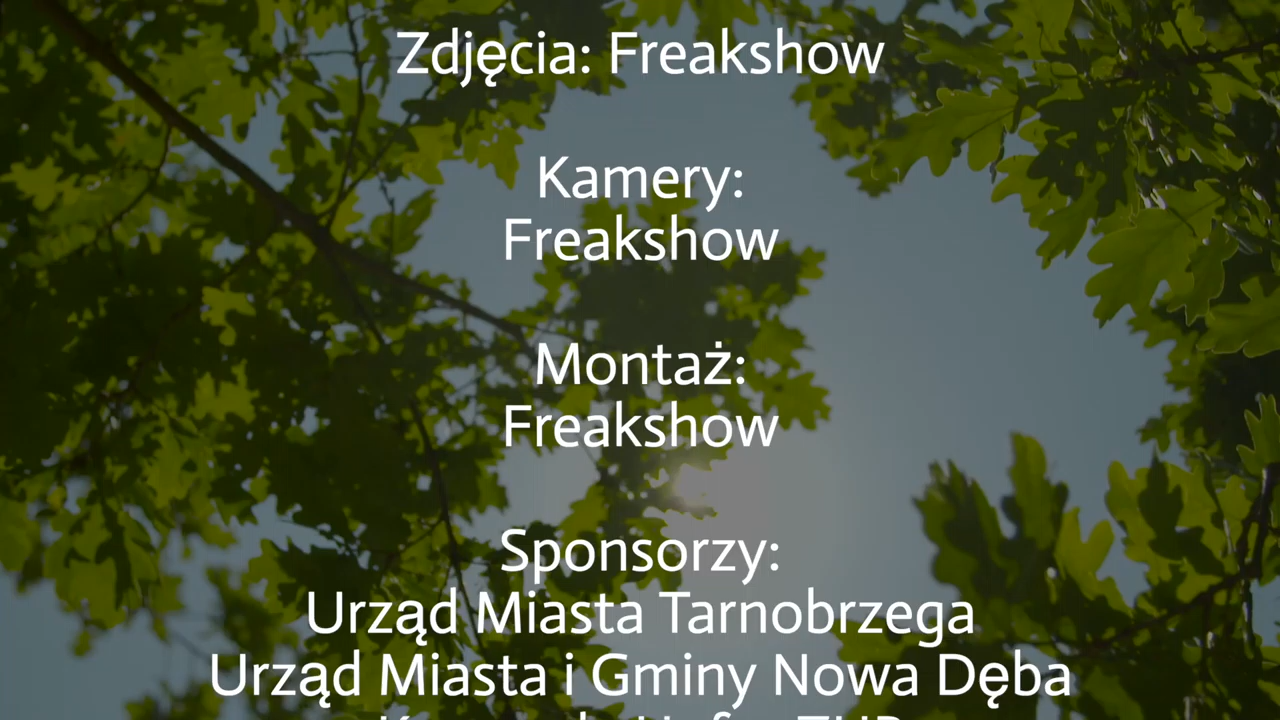 Zdjęcia: Freakshow
Kamery:
Freakshow
Montaż:
Freakshow
Sponsorzy:
Urząd Miasta Tarnobrzega
Urząd Miasta i Gminy Nowa Dęba